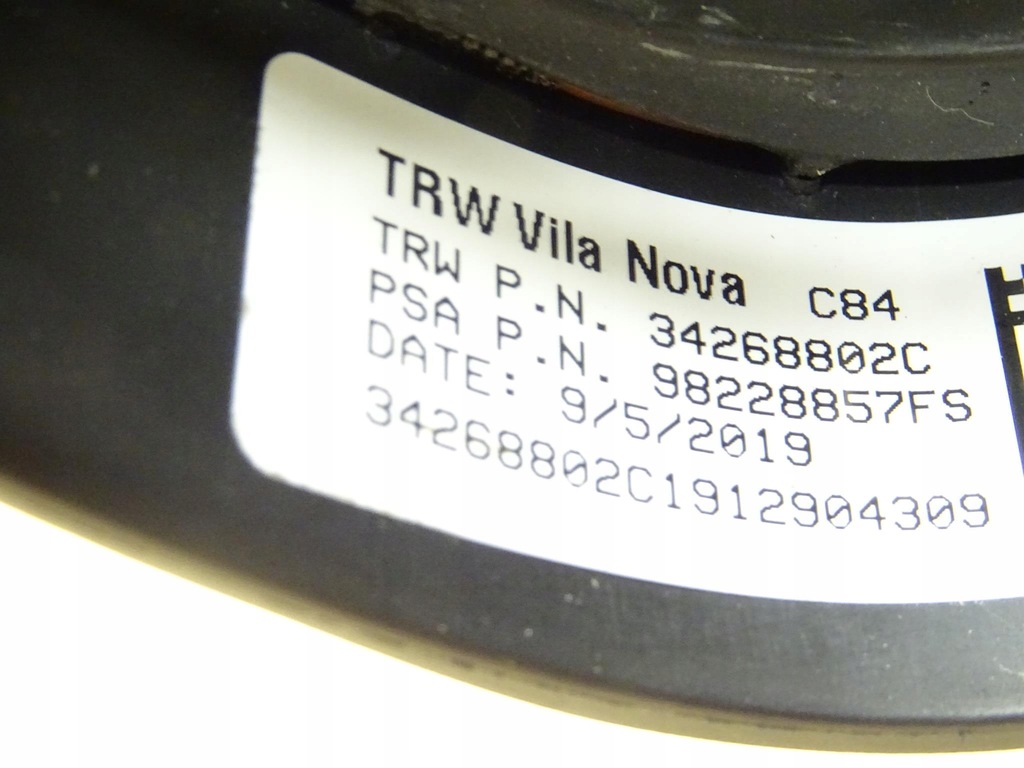 TRW Vila Nova C84
TRW P.N. 34268802C
PSA P.N. 98228857FS
DATE: 9/5/2019
34268802C1912904309